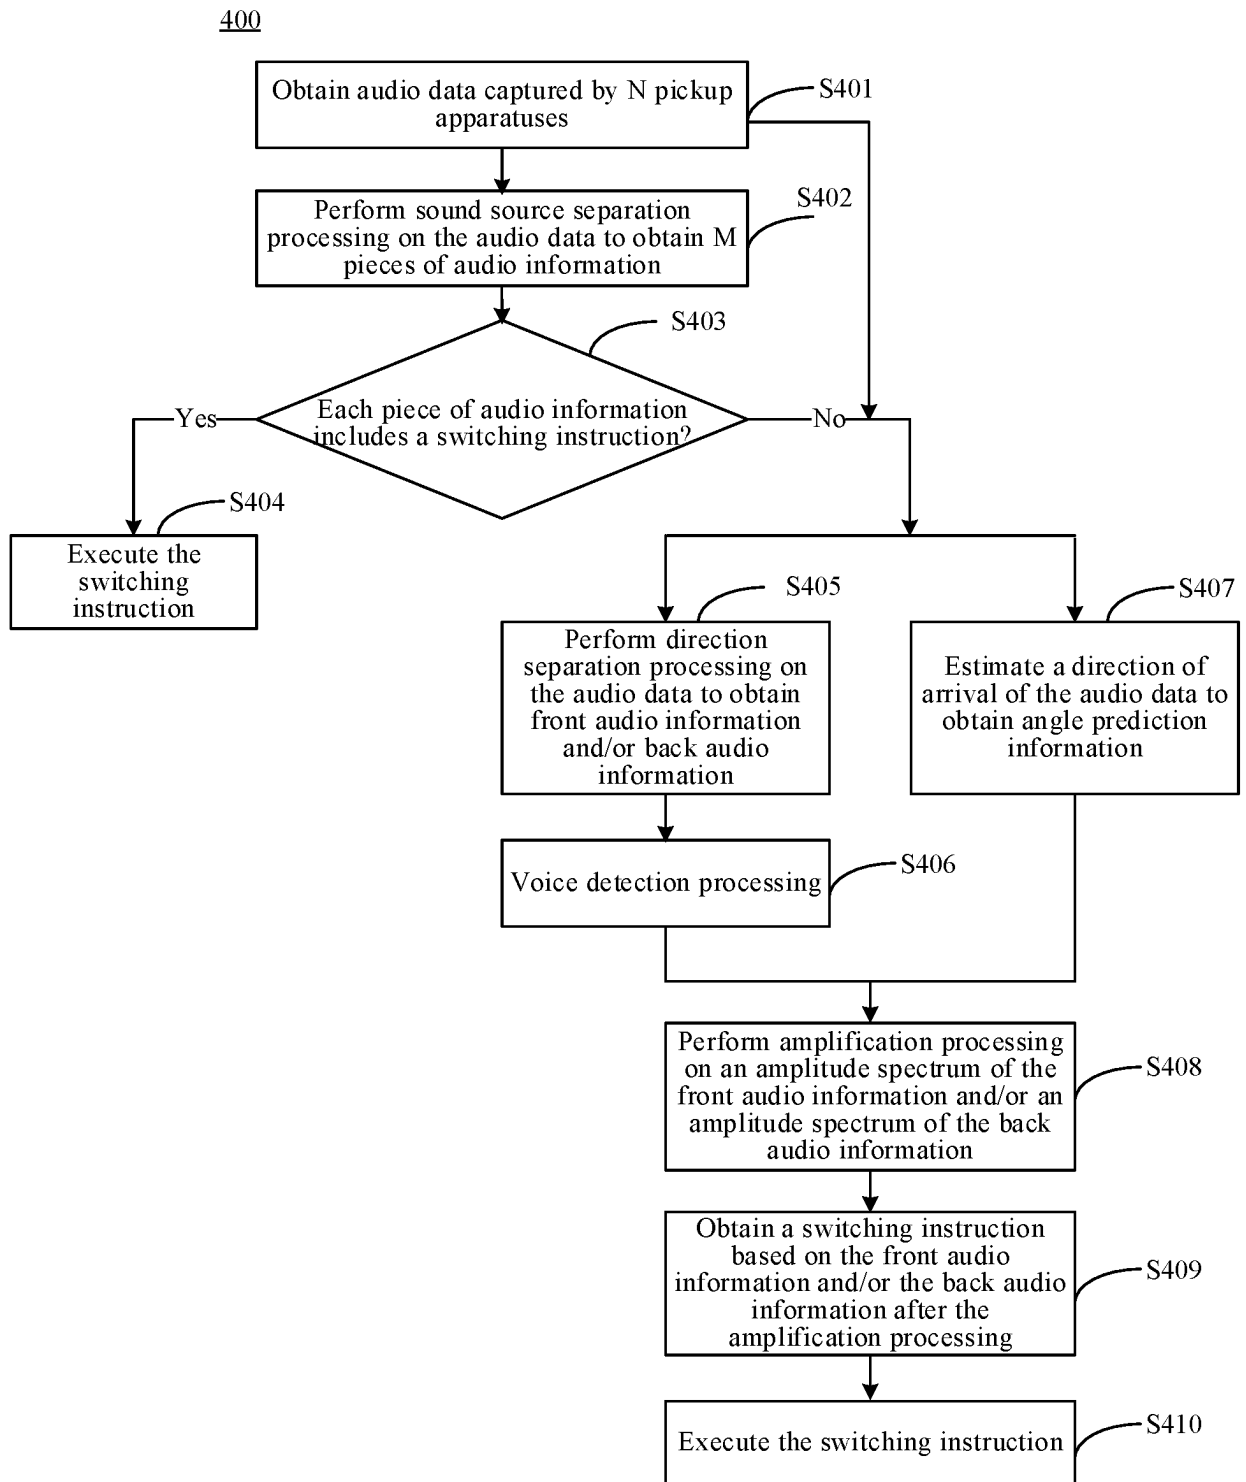 400
Obtain audio data captured by N pickup
apparatuses
S401
Perform sound source separation
processing on the audio data to obtain M
pieces of audio information
S402
S403
Each piece of audio information
includes a switching instruction?
Yes
No
S404
Execute the
switching
instruction
S405
Perform direction
separation processing on
the audio data to obtain
front audio information
and/or back audio
information
S407
Estimate a direction of
arrival of the audio data to
obtain angle prediction
information
S406
Voice detection processing
Perform amplification processing
on an amplitude spectrum of the
front audio information and/or an
amplitude spectrum of the back
audio information
S408
Obtain a switching instruction
based on the front audio
information and/or the back audio
information after the
amplification processing
S409
Execute the switching instruction
S410